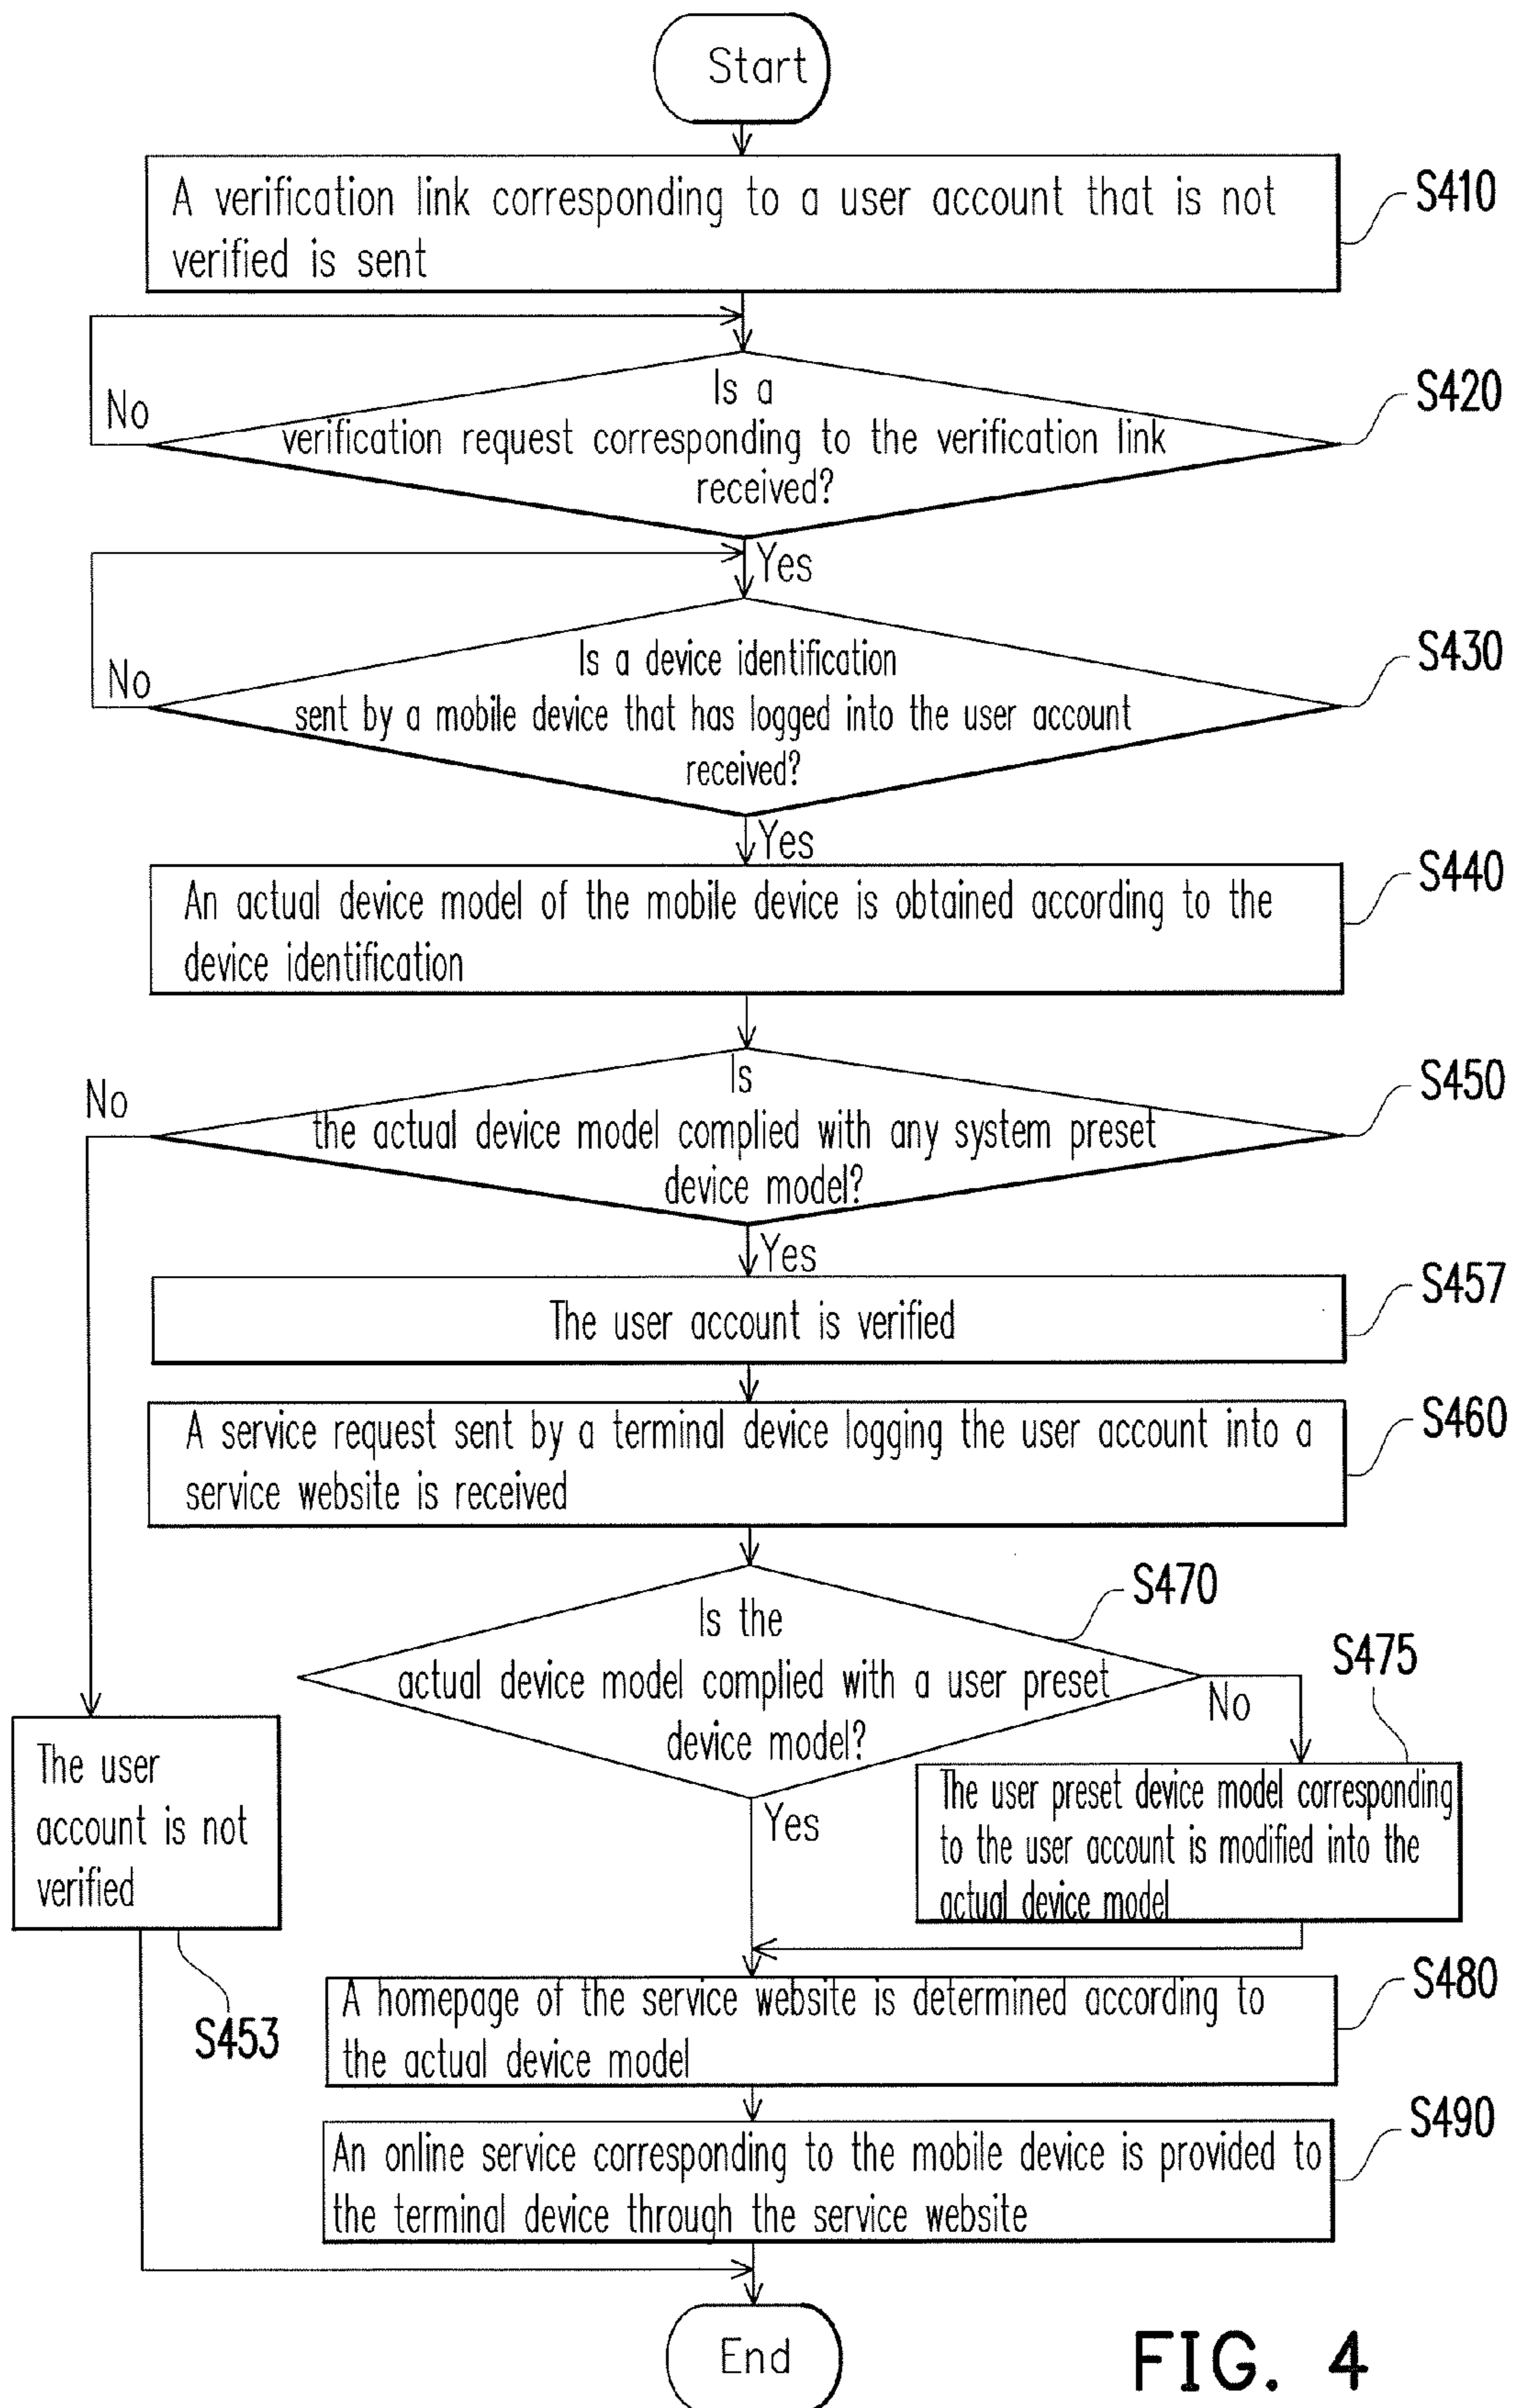 Start
A verification link corresponding to a user account that is not
verified is sent
S410
Is a
verification request corresponding to the verification link
received?
S420
No
Yes
Is a device identification
sent by a mobile device that has logged into the user account
received?
S430
No
Yes
An actual device model of the mobile device is obtained according to the
device identification
S440
Is
the actual device model complied with any system preset
device model?
S450
No
Yes
The user account is verified
S457
A service request sent by a terminal device logging the user account into a
service website is received
S460
Is the
actual device model complied with a user preset
device model?
S470
No
Yes
S475
The user preset device model corresponding
to the user account is modified into the
actual device model
The user
account is not
verified
S453
A homepage of the service website is determined according to
the actual device model
S480
An online service corresponding to the mobile device is provided to
the terminal device through the service website
S490
End
FIG. 4